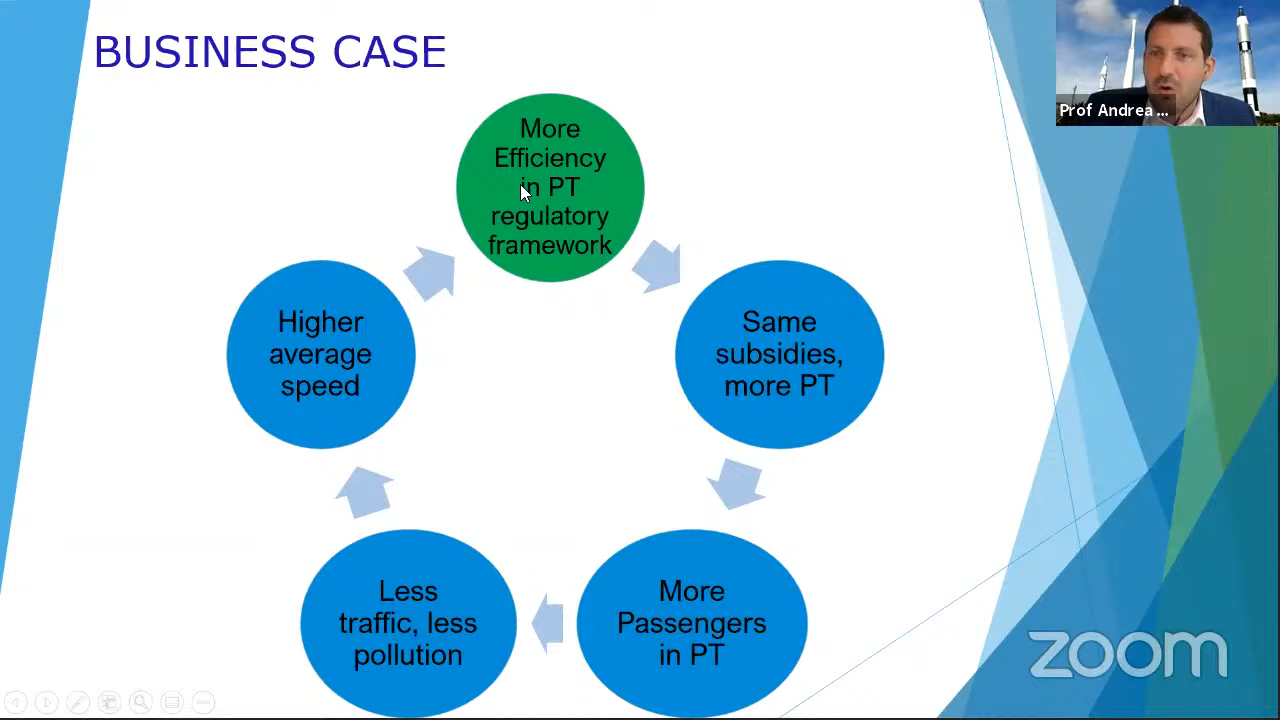 BUSINESS CASE
Prof Andrea ...
More
Efficiency
in PT
regulatory
framework
Same
subsidies,
more PT
More
Passengers
in PT
Less
traffic, less
pollution
Higher
average
speed
zoom